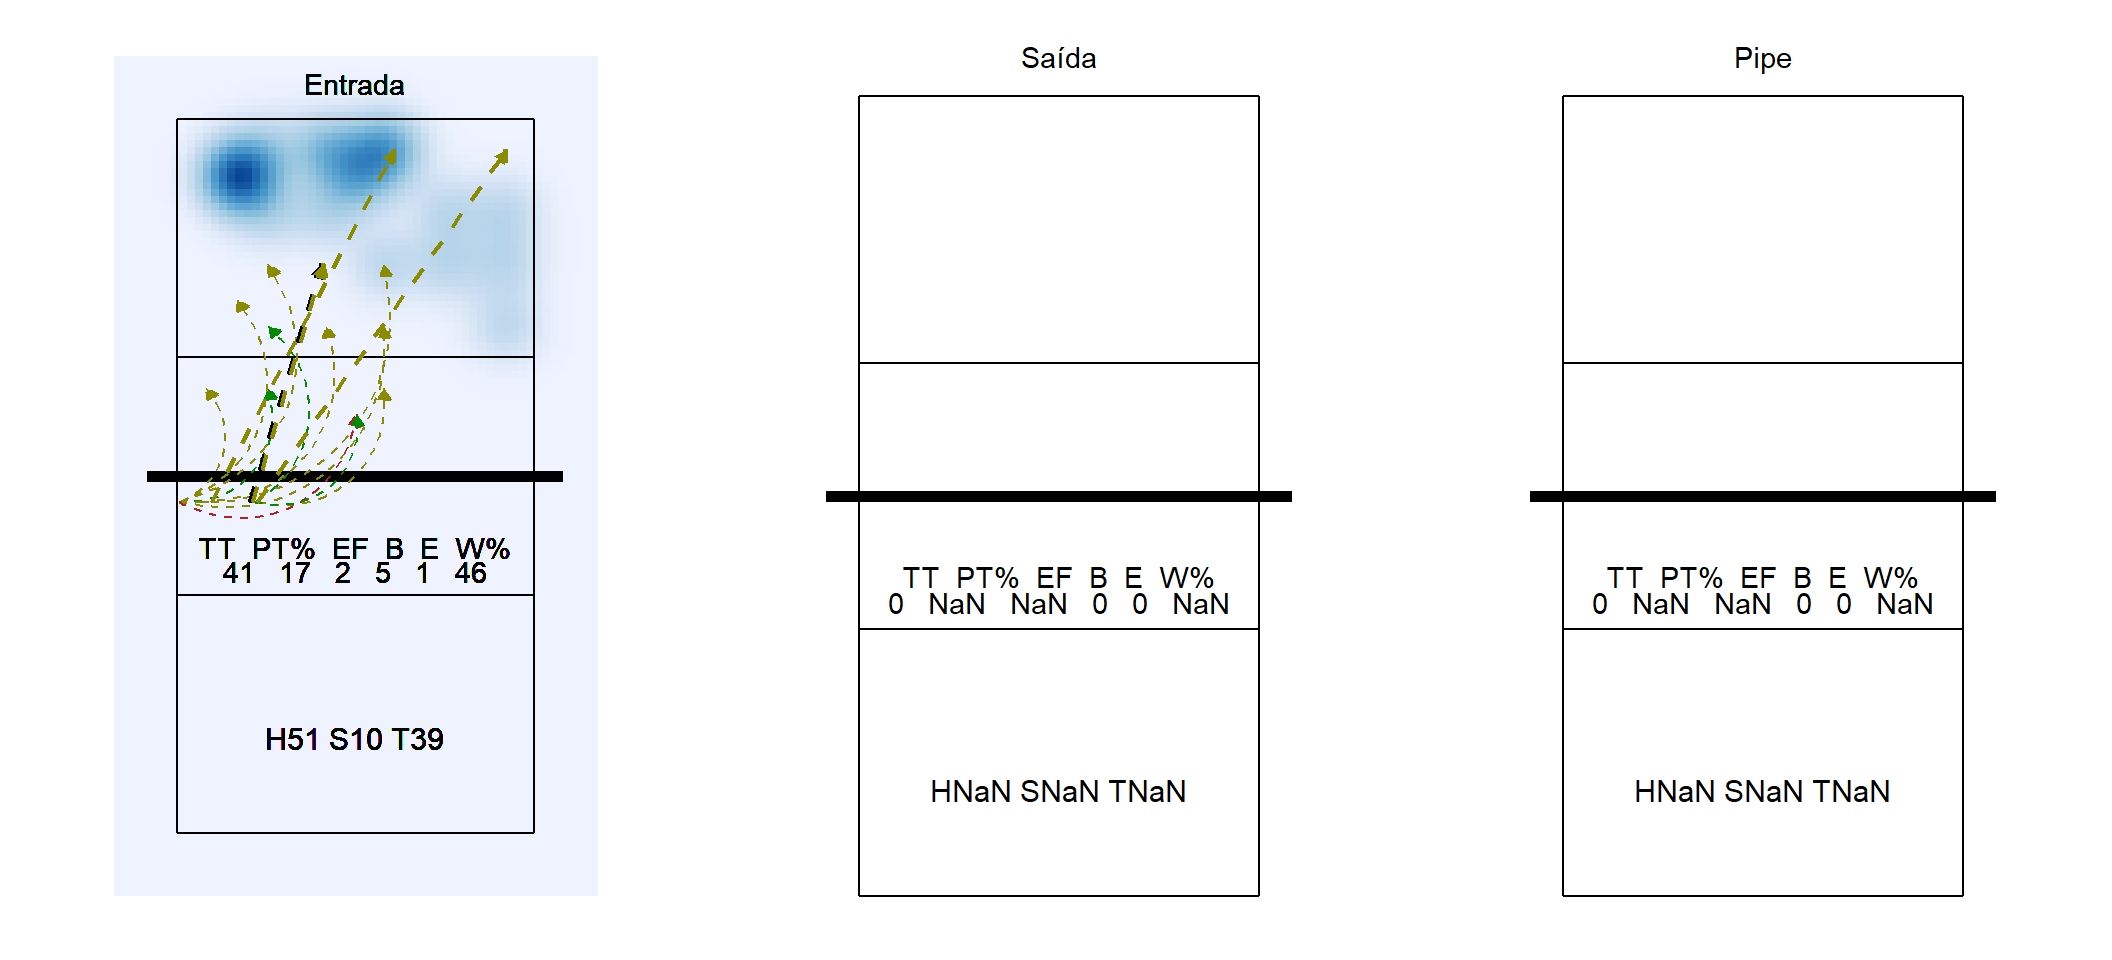 Entrada
TT PT% EF B E W%
41 17 2 5 1 46
H51 S10 T39
Saída
TT PT% EF B E W%
0 NaN NaN 0 0 NaN
HNaN SNaN TNaN
Pipe
TT PT% EF B E W%
0 NaN NaN 0 0 NaN
HNaN SNaN TNaN